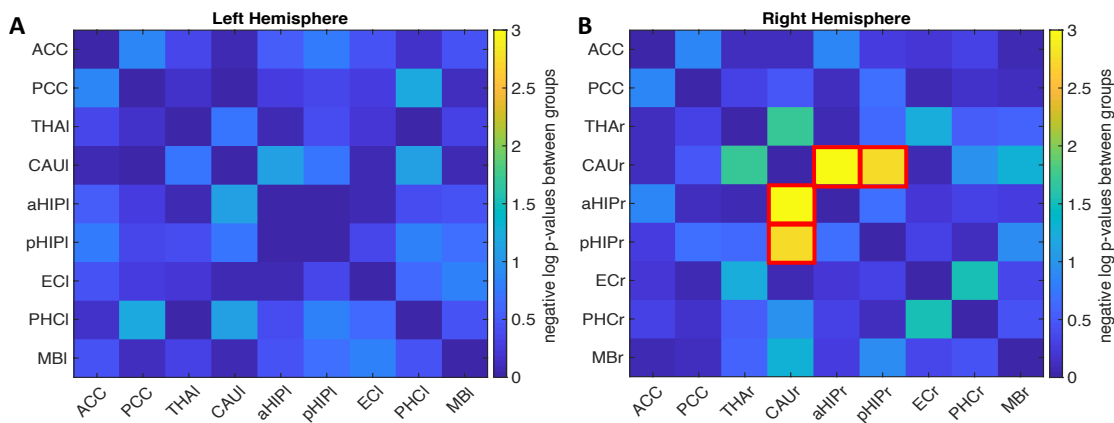 A
Left Hemisphere
ACC
PCC
THAl
CAUl
aHIPl
pHIPl
ECl
PHCl
MBl
ACC
PCC
THAl
CAUl
aHIPl
pHIPl
ECl
PHCl
MBl
3
2.5
2
1.5
1
0.5
0
negative log p-values between groups
B
Right Hemisphere
ACC
PCC
THAr
CAUr
aHIPr
pHIPr
ECr
PHCr
MBr
ACC
PCC
THAr
CAUr
aHIPr
pHIPr
ECr
PHCr
MBr
3
2.5
2
1.5
1
0.5
0
negative log p-values between groups